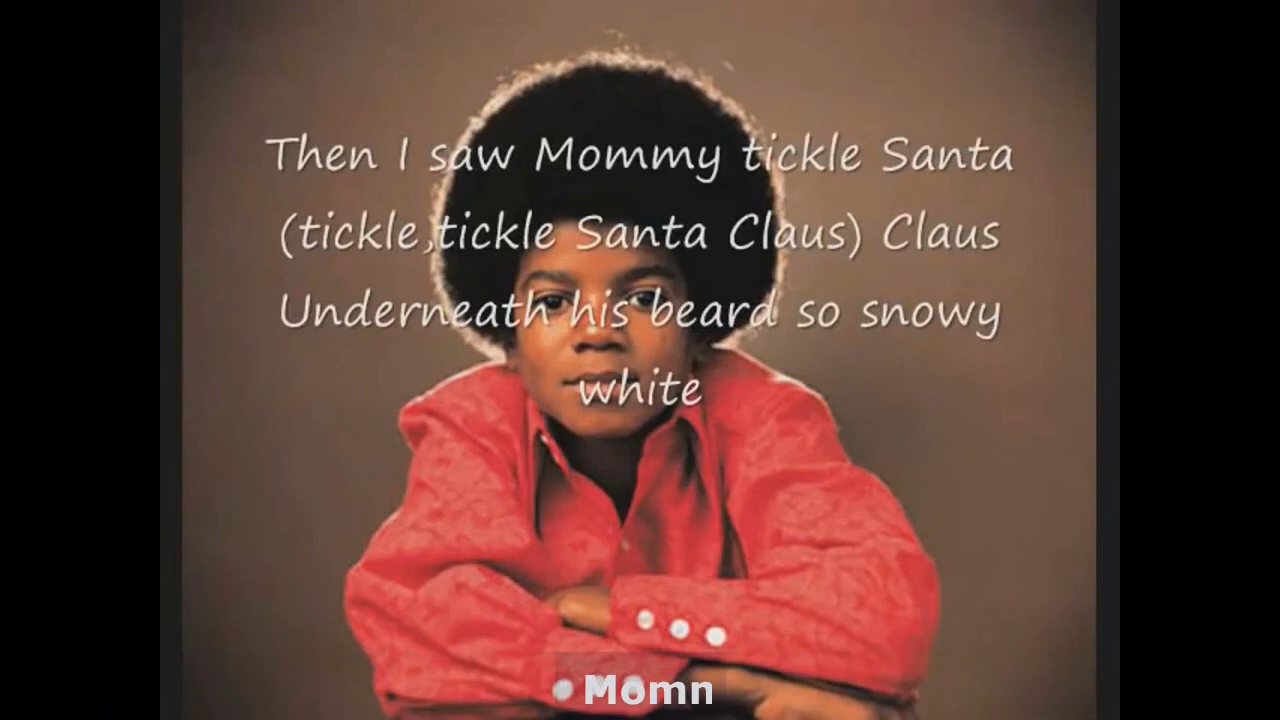 Then I saw Mommy tickle Santa
(tickle,tickle Santa Claus) Claus
Underneath his beard so snowy
white
Momn